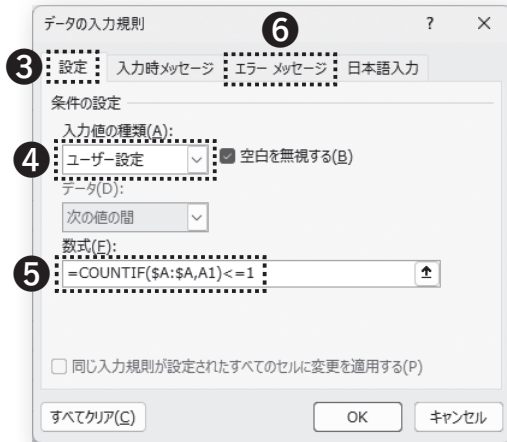 データの入力規則 ? ×
❻
❸ 設定 入力時メッセージ エラー メッセージ 日本語入力
条件の設定
入力値の種類(A):
❹ ユーザー設定 空白を無視する(B)
データ(D):
次の値の間
数式(F):
❺ =COUNTIF($A:$A,A1)<=1
同じ入力規則が設定されたすべてのセルに変更を適用する(P)
すべてクリア(C) OK キャンセル